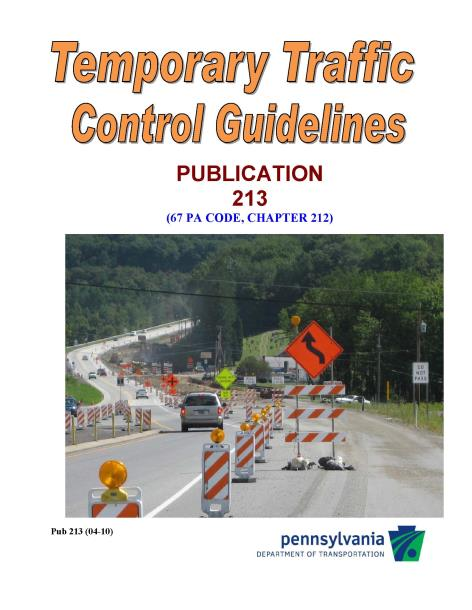 Temporary Traffic
Control Guidelines
PUBLICATION
213
(67 PA CODE, CHAPTER 212)
DO
NOT
PASS
Pub 213 (04-10)
pennsylvania
DEPARTMENT OF TRANSPORTATION